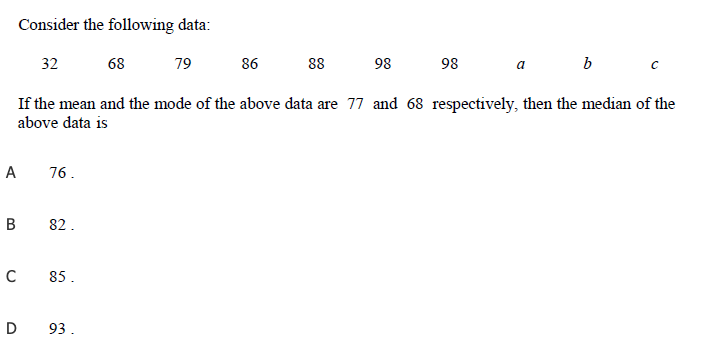 Consider the following data:
32 68 79 86 88 98 98 a b c
If the mean and the mode of the above data are 77 and 68 respectively, then the median of the
above data is
A 76 .
B 82 .
C 85 .
D 93 .